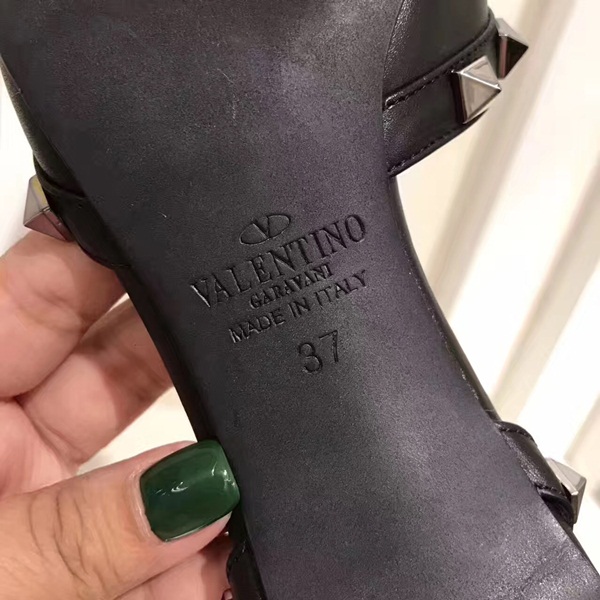 V
VALENTINO
GARAVANI
MADE IN ITALY
37